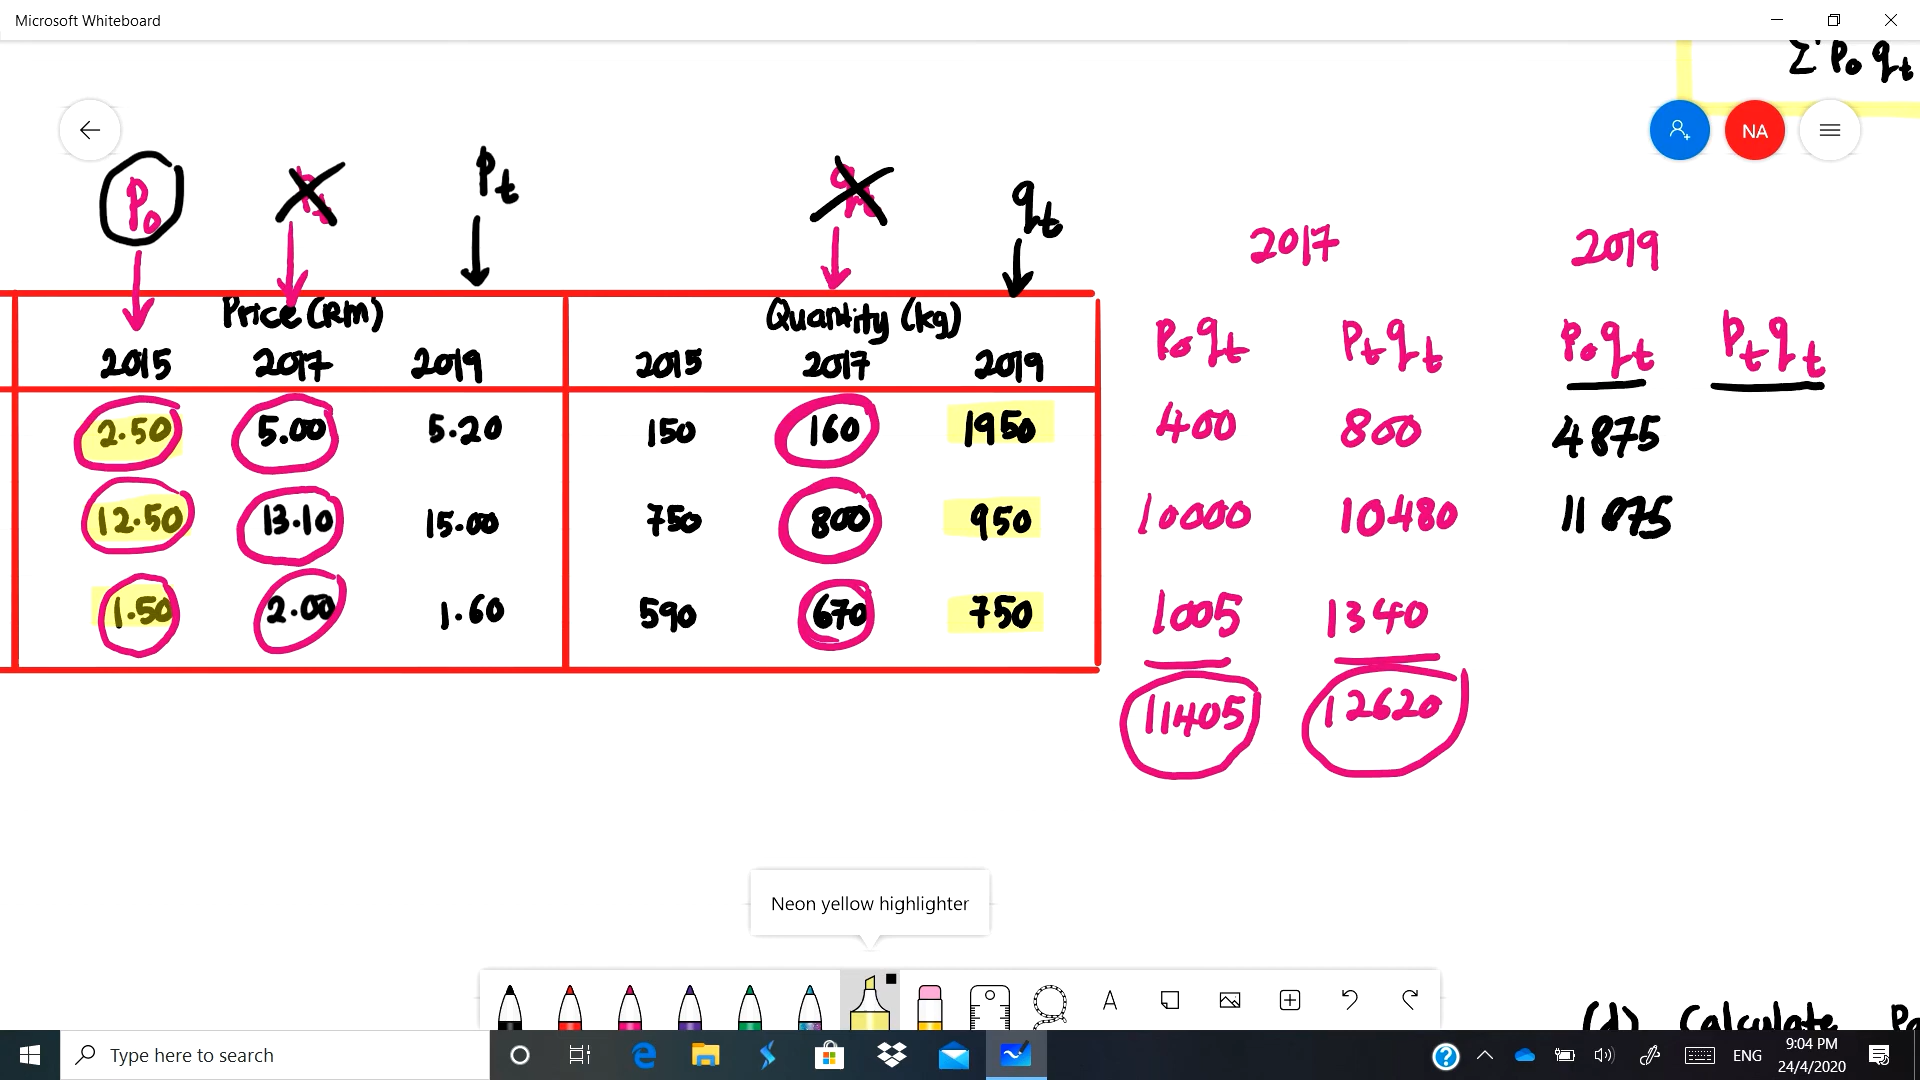 Microsoft Whiteboard
Σ P₀ qₜ
NA
P₀ Pₜ qₜ
2017 2019
Price (RM) Quantity (kg)
P₀qₜ Pₜqₜ P₀qₜ Pₜqₜ
2015 2017 2019 2015 2017 2019
2.50 5.00 5.20 150 160 1950 400 800 4875
12.50 13.10 15.00 750 800 950 10000 10480 11875
1.50 2.00 1.60 590 670 750 1005 1340
11405 12620
Neon yellow highlighter
(d) Calculate
Type here to search
ENG
9:04 PM
24/4/2020